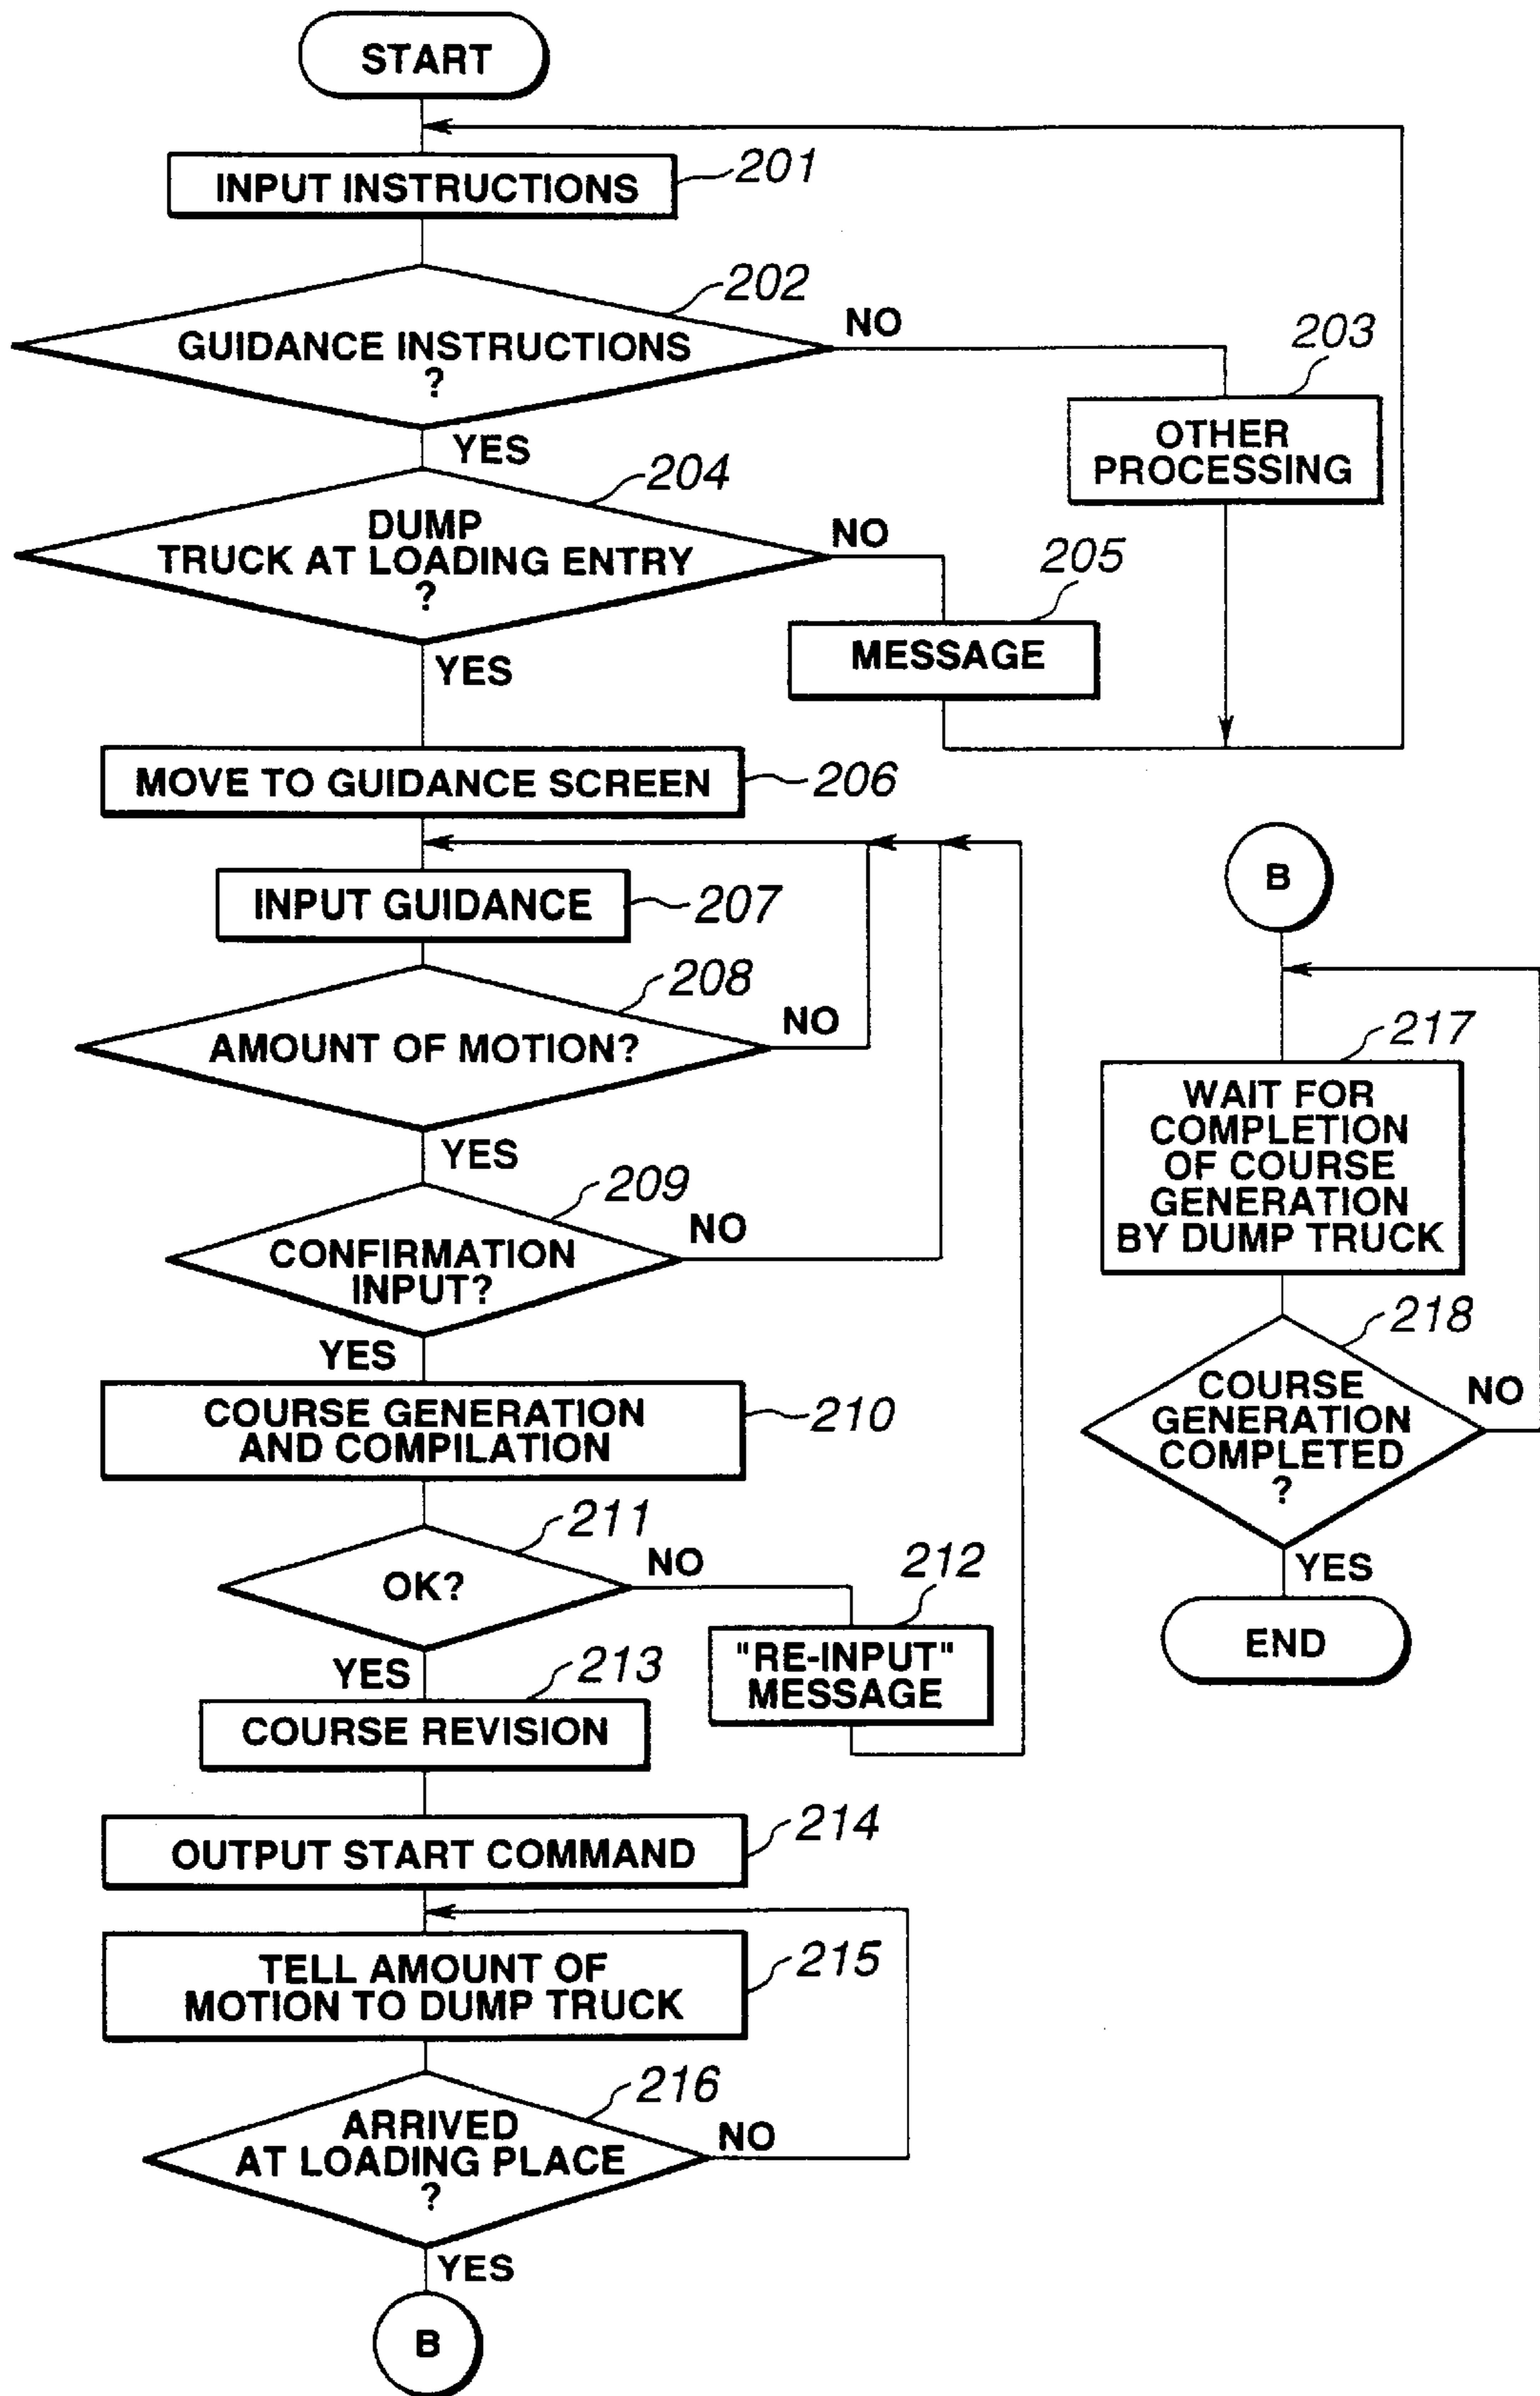 START
INPUT INSTRUCTIONS
201
202
GUIDANCE INSTRUCTIONS
?
NO
203
OTHER
PROCESSING
YES
204
DUMP
TRUCK AT LOADING ENTRY
?
NO
205
MESSAGE
YES
MOVE TO GUIDANCE SCREEN
206
INPUT GUIDANCE
207
208
AMOUNT OF MOTION?
NO
YES
209
CONFIRMATION
INPUT?
NO
YES
COURSE GENERATION
AND COMPILATION
210
211
OK?
NO
212
"RE-INPUT"
MESSAGE
YES
213
COURSE REVISION
OUTPUT START COMMAND
214
TELL AMOUNT OF
MOTION TO DUMP TRUCK
215
216
ARRIVED
AT LOADING PLACE
?
NO
YES
B
B
217
WAIT FOR
COMPLETION
OF COURSE
GENERATION
BY DUMP TRUCK
218
COURSE
GENERATION
COMPLETED
?
NO
YES
END